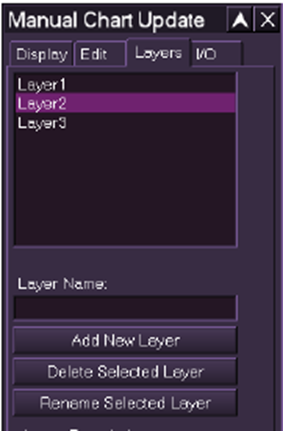 Manual Chart Update
Display Edit Layers I/O
Layer1
Layer2
Layer3
Layer Name:
Add New Layer
Delete Selected Layer
Rename Selected Layer